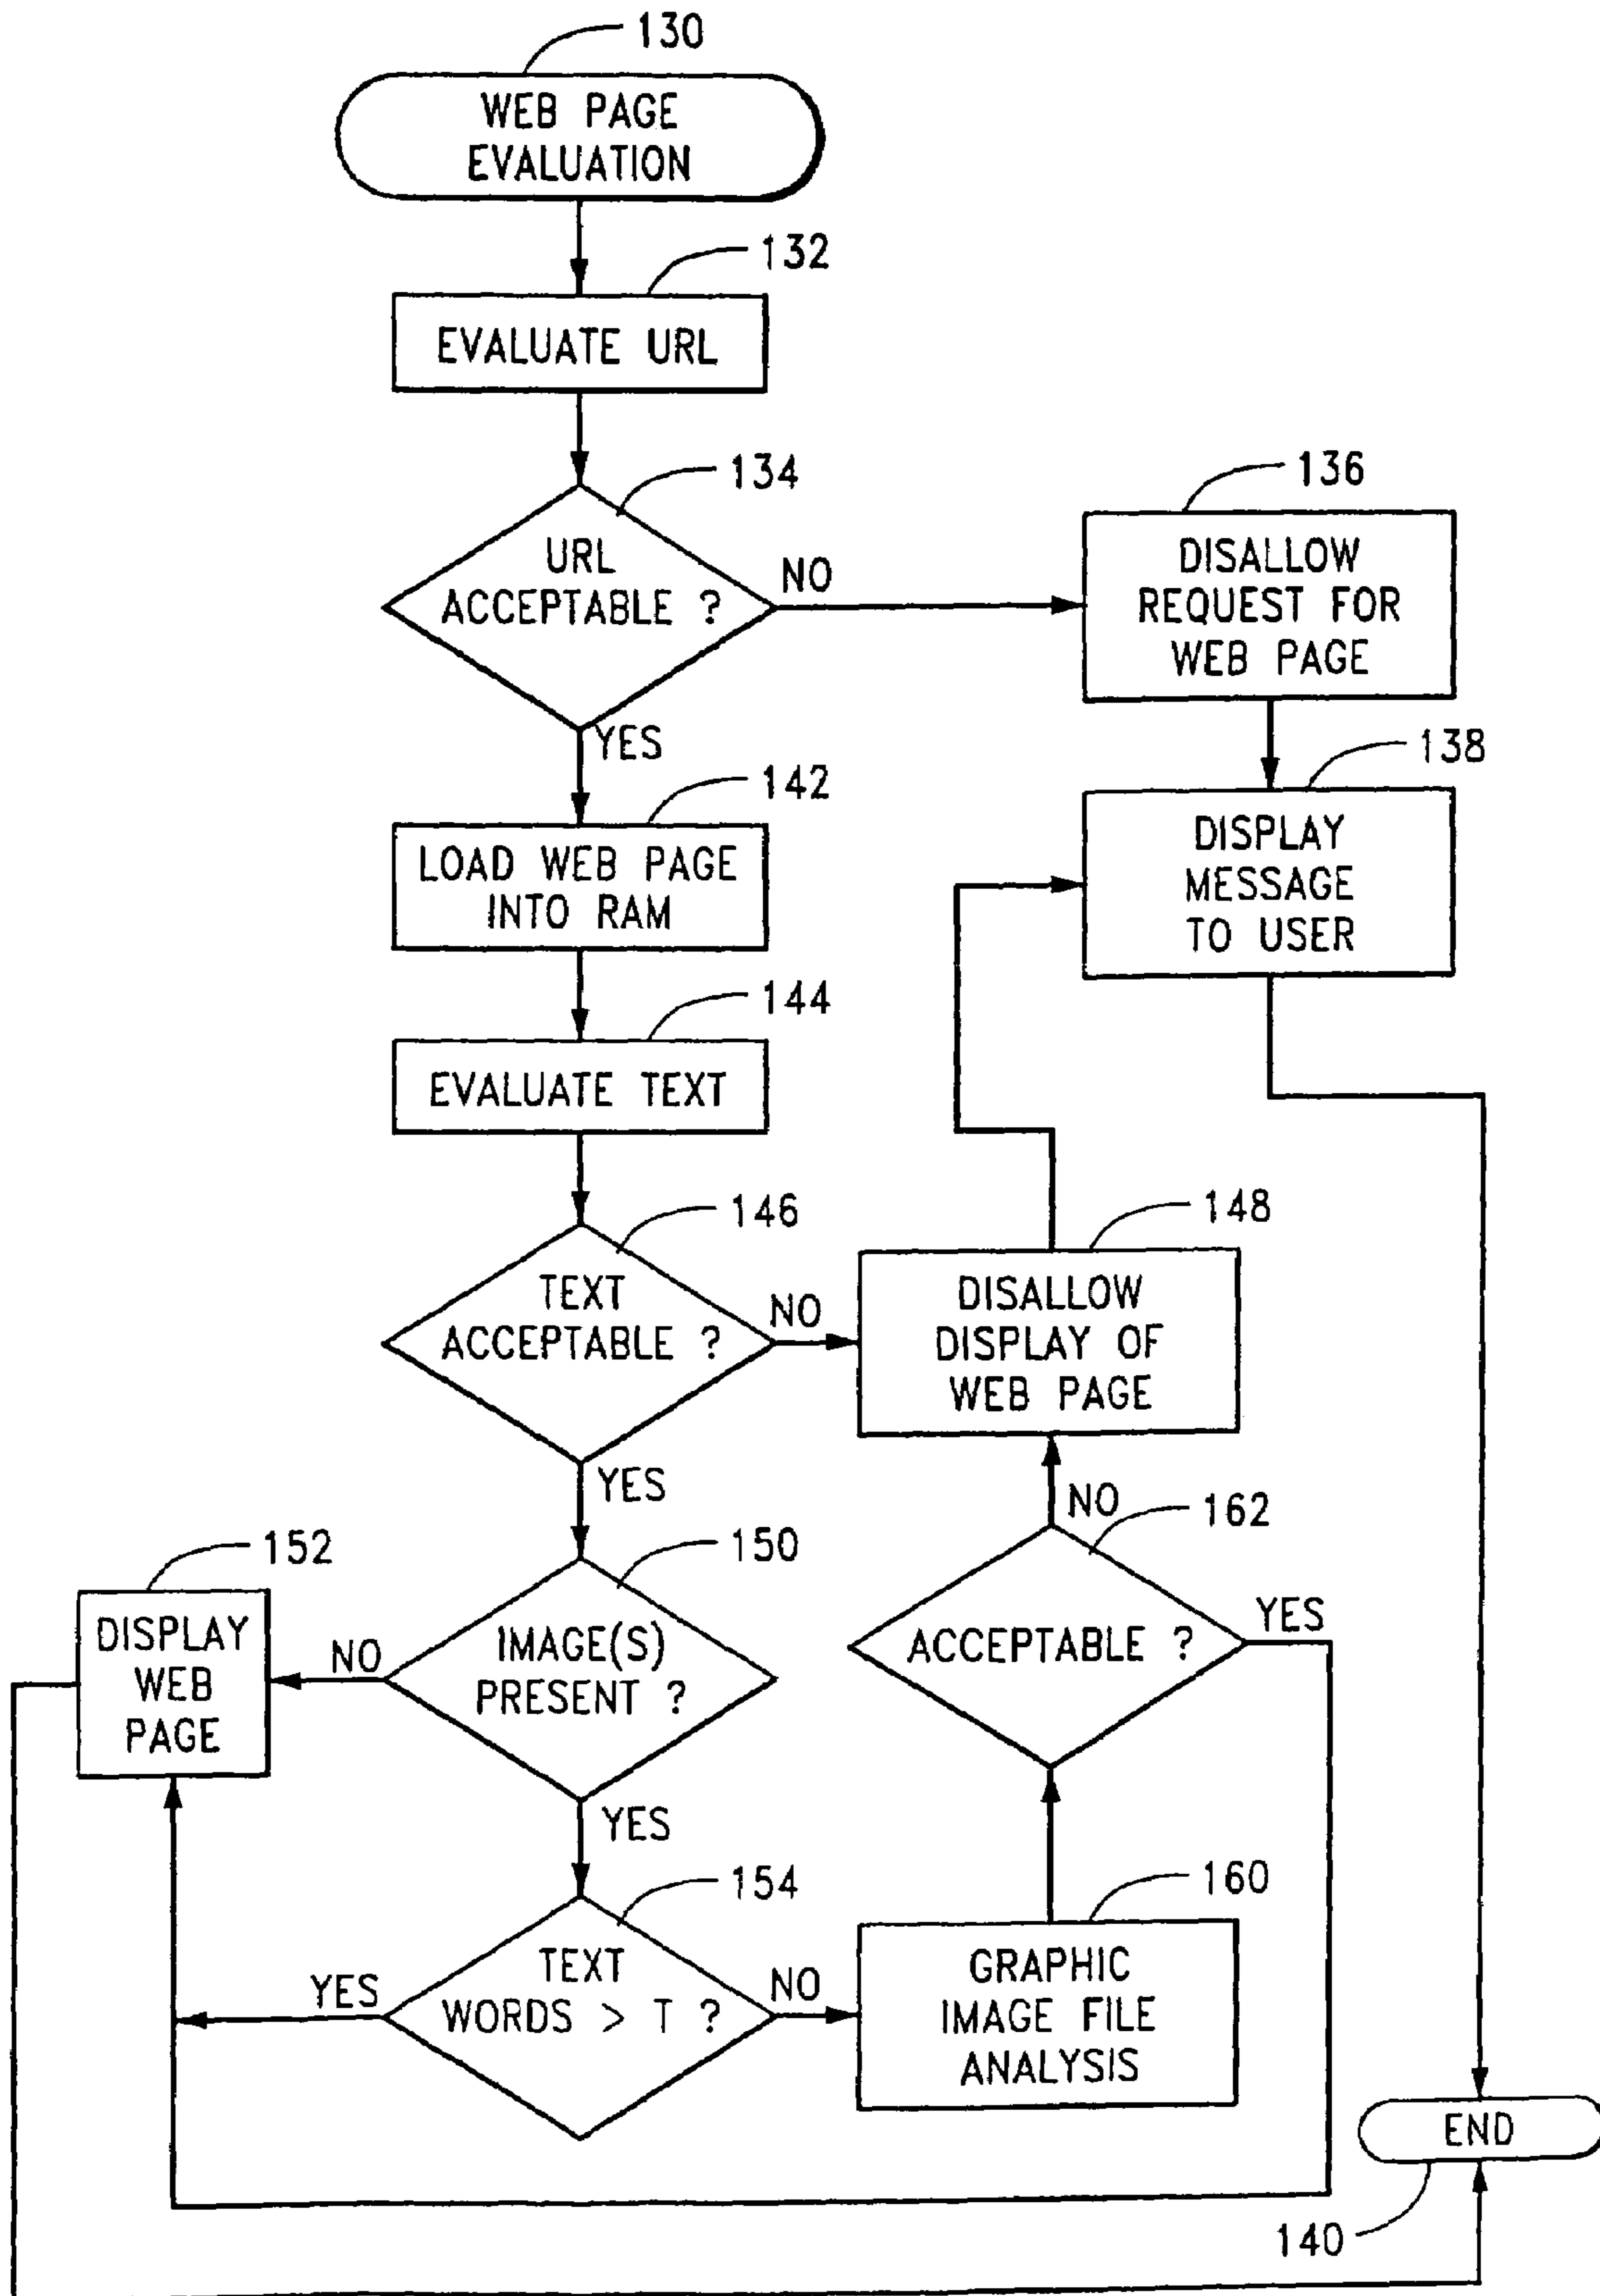 130
WEB PAGE
EVALUATION
132
EVALUATE URL
134
URL
ACCEPTABLE ?
NO
YES
136
DISALLOW
REQUEST FOR
WEB PAGE
138
DISPLAY
MESSAGE
TO USER
142
LOAD WEB PAGE
INTO RAM
144
EVALUATE TEXT
146
TEXT
ACCEPTABLE ?
NO
YES
148
DISALLOW
DISPLAY OF
WEB PAGE
150
IMAGE(S)
PRESENT ?
NO
YES
152
DISPLAY
WEB
PAGE
162
ACCEPTABLE ?
NO
YES
154
TEXT
WORDS > T ?
YES
NO
160
GRAPHIC
IMAGE FILE
ANALYSIS
END
140